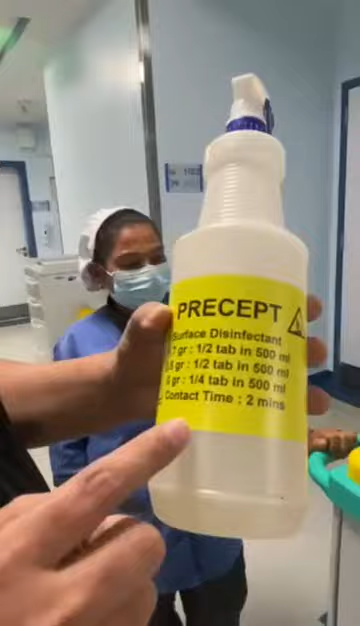 PRECEPT
Surface Disinfectant
gr : 1/2 tab in 500 ml
gr : 1/2 tab in 500 ml
gr : 1/4 tab in 500 ml
Contact Time : 2 mins